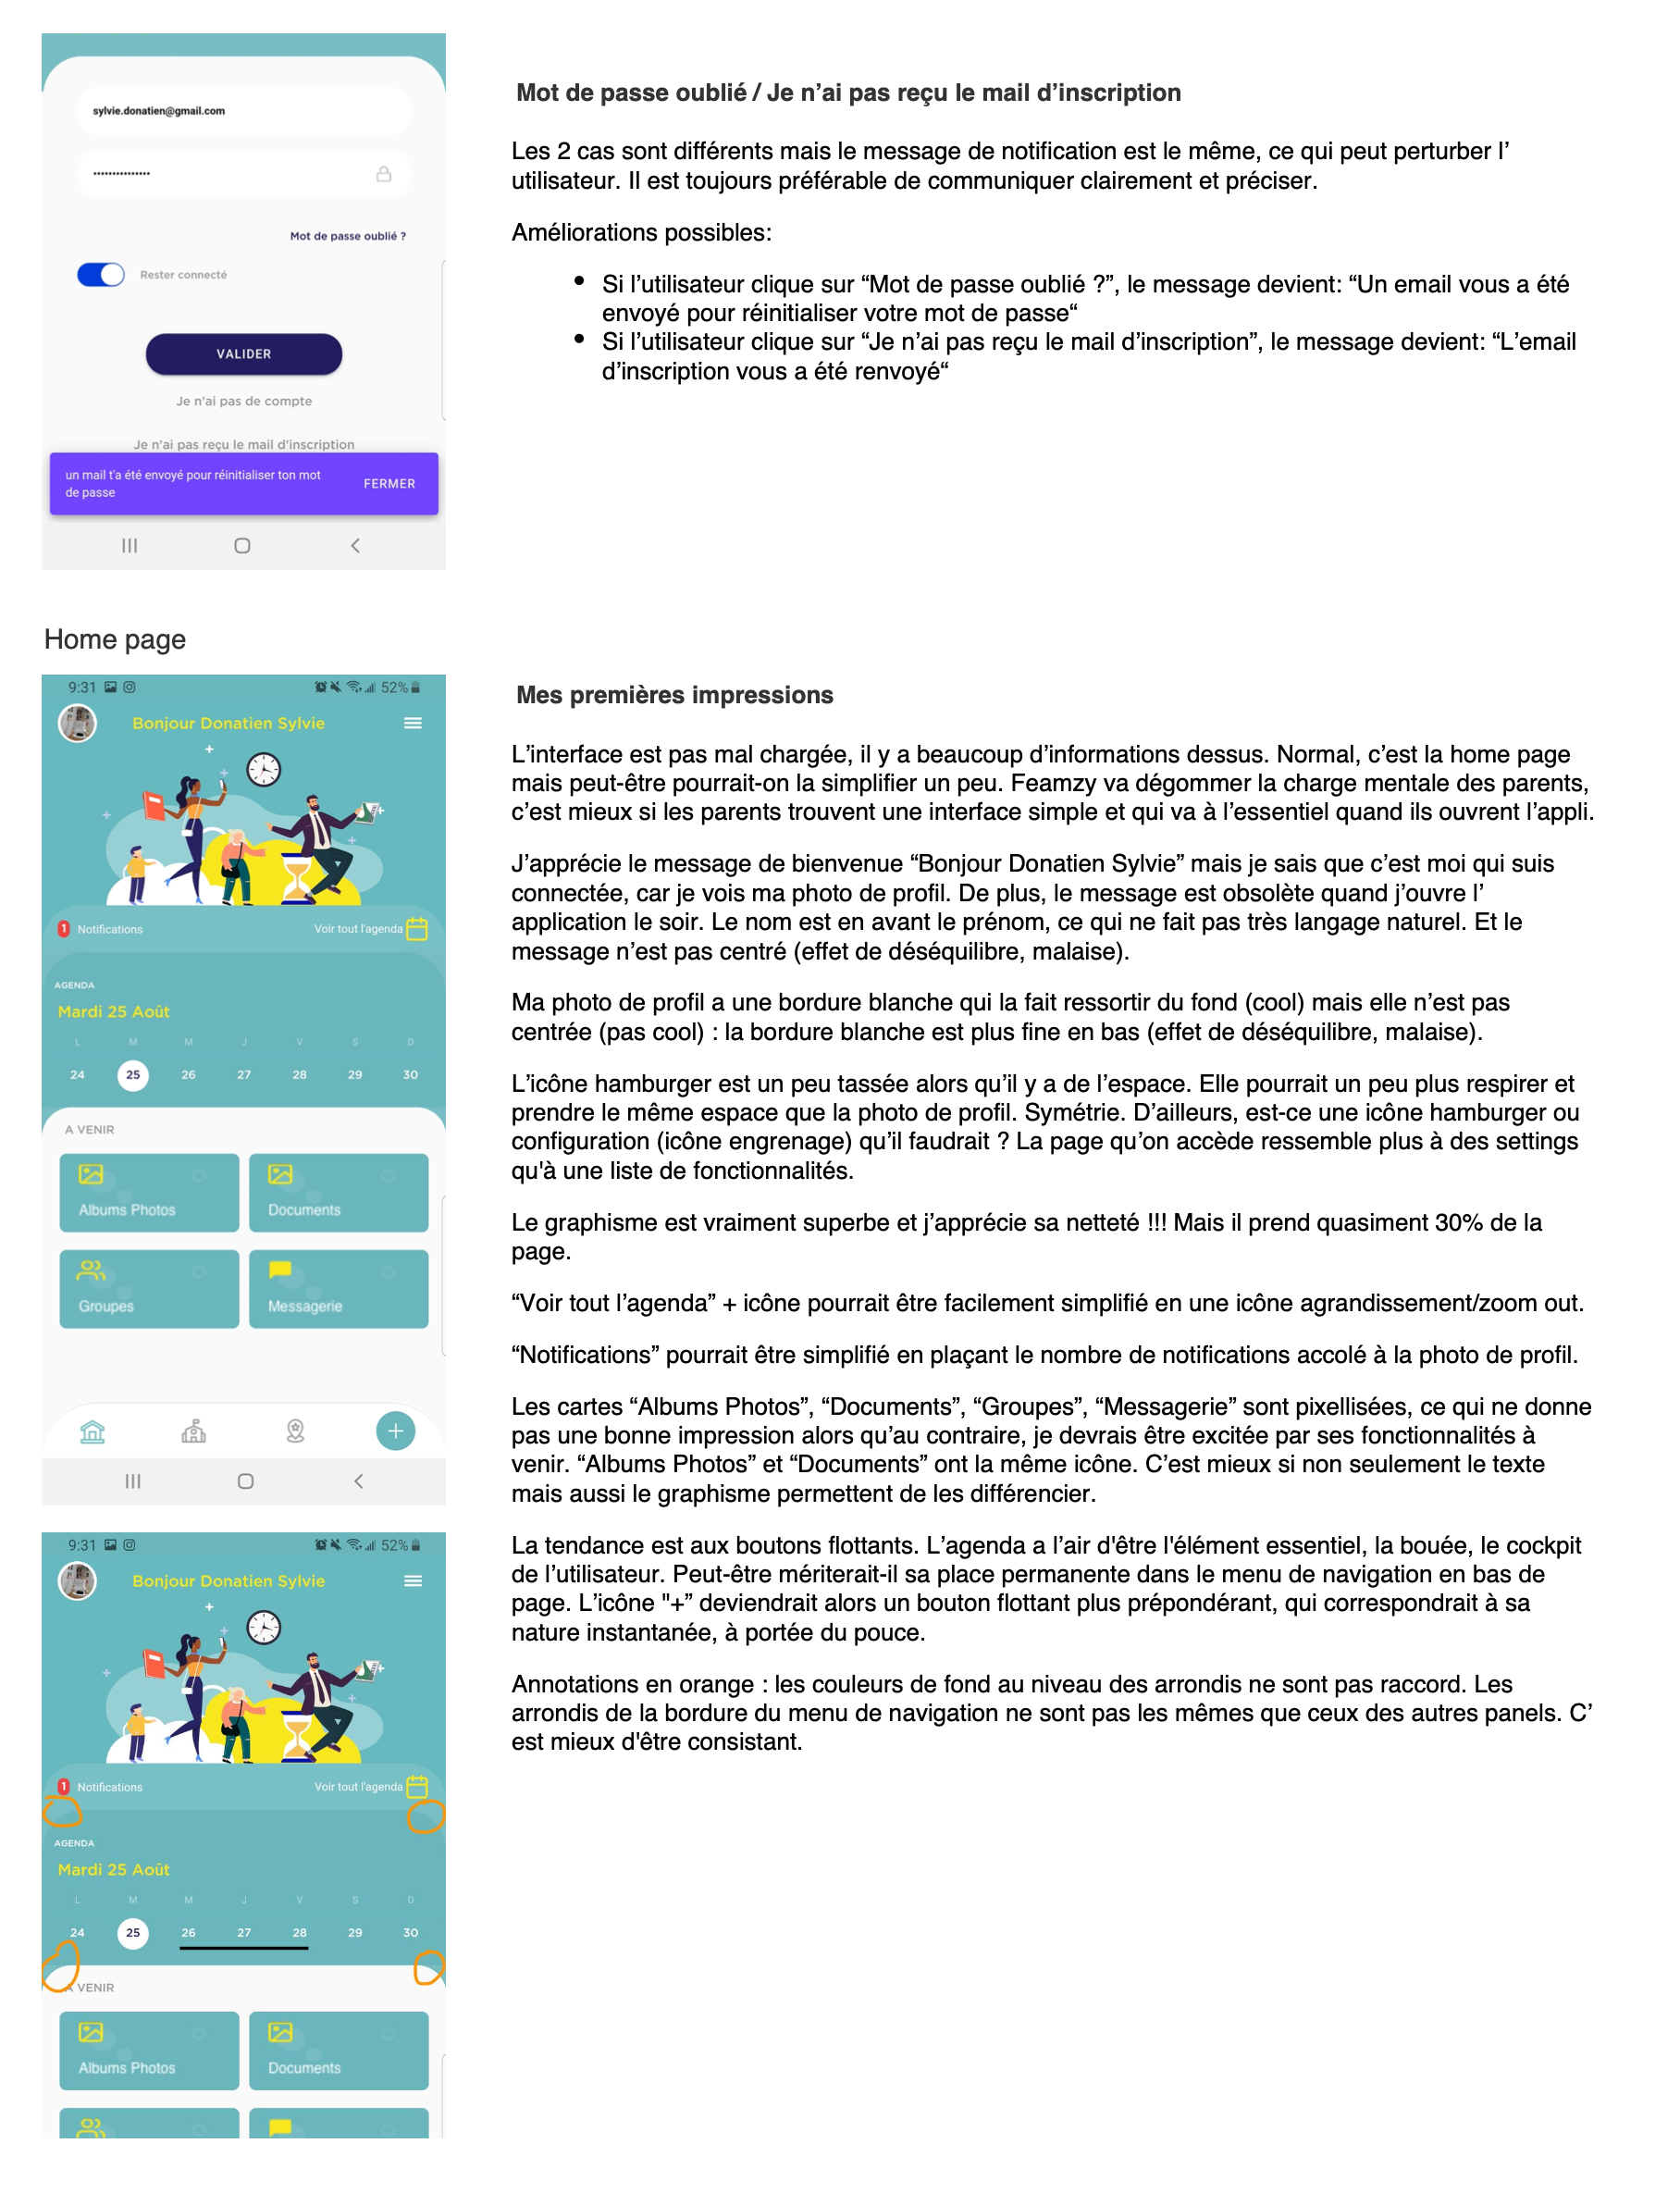 sylvie.donatien@gmail.com
Mot de passe oublié ?
Rester connecté
VALIDER
Je n'ai pas de compte
Je n'ai pas reçu le mail d'inscription
un mail t'a été envoyé pour réinitialiser ton mot
de passe
FERMER
Mot de passe oublié / Je n’ai pas reçu le mail d’inscription
Les 2 cas sont différents mais le message de notification est le même, ce qui peut perturber l’
utilisateur. Il est toujours préférable de communiquer clairement et préciser.
Améliorations possibles:
• Si l’utilisateur clique sur “Mot de passe oublié ?”, le message devient: “Un email vous a été
envoyé pour réinitialiser votre mot de passe“
• Si l’utilisateur clique sur “Je n’ai pas reçu le mail d’inscription”, le message devient: “L’email
d’inscription vous a été renvoyé“
Home page
9:31
52%
Bonjour Donatien Sylvie
1 Notifications
Voir tout l'agenda
AGENDA
Mardi 25 Août
L M M J V S D
24 25 26 27 28 29 30
A VENIR
Albums Photos
Documents
Groupes
Messagerie
Mes premières impressions
L’interface est pas mal chargée, il y a beaucoup d’informations dessus. Normal, c’est la home page
mais peut-être pourrait-on la simplifier un peu. Feamzy va dégommer la charge mentale des parents,
c’est mieux si les parents trouvent une interface simple et qui va à l’essentiel quand ils ouvrent l’appli.
J’apprécie le message de bienvenue “Bonjour Donatien Sylvie” mais je sais que c’est moi qui suis
connectée, car je vois ma photo de profil. De plus, le message est obsolète quand j’ouvre l’
application le soir. Le nom est en avant le prénom, ce qui ne fait pas très langage naturel. Et le
message n’est pas centré (effet de déséquilibre, malaise).
Ma photo de profil a une bordure blanche qui la fait ressortir du fond (cool) mais elle n’est pas
centrée (pas cool) : la bordure blanche est plus fine en bas (effet de déséquilibre, malaise).
L’icône hamburger est un peu tassée alors qu’il y a de l’espace. Elle pourrait un peu plus respirer et
prendre le même espace que la photo de profil. Symétrie. D’ailleurs, est-ce une icône hamburger ou
configuration (icône engrenage) qu’il faudrait ? La page qu’on accède ressemble plus à des settings
qu'à une liste de fonctionnalités.
Le graphisme est vraiment superbe et j’apprécie sa netteté !!! Mais il prend quasiment 30% de la
page.
“Voir tout l’agenda” + icône pourrait être facilement simplifié en une icône agrandissement/zoom out.
“Notifications” pourrait être simplifié en plaçant le nombre de notifications accolé à la photo de profil.
Les cartes “Albums Photos”, “Documents”, “Groupes”, “Messagerie” sont pixellisées, ce qui ne donne
pas une bonne impression alors qu’au contraire, je devrais être excitée par ses fonctionnalités à
venir. “Albums Photos” et “Documents” ont la même icône. C’est mieux si non seulement le texte
mais aussi le graphisme permettent de les différencier.
La tendance est aux boutons flottants. L’agenda a l’air d'être l'élément essentiel, la bouée, le cockpit
de l’utilisateur. Peut-être mériterait-il sa place permanente dans le menu de navigation en bas de
page. L’icône "+” deviendrait alors un bouton flottant plus prépondérant, qui correspondrait à sa
nature instantanée, à portée du pouce.
Annotations en orange : les couleurs de fond au niveau des arrondis ne sont pas raccord. Les
arrondis de la bordure du menu de navigation ne sont pas les mêmes que ceux des autres panels. C’
est mieux d'être consistant.
9:31
52%
Bonjour Donatien Sylvie
1 Notifications
Voir tout l'agenda
AGENDA
Mardi 25 Août
L M M J V S D
24 25 26 27 28 29 30
A VENIR
Albums Photos
Documents